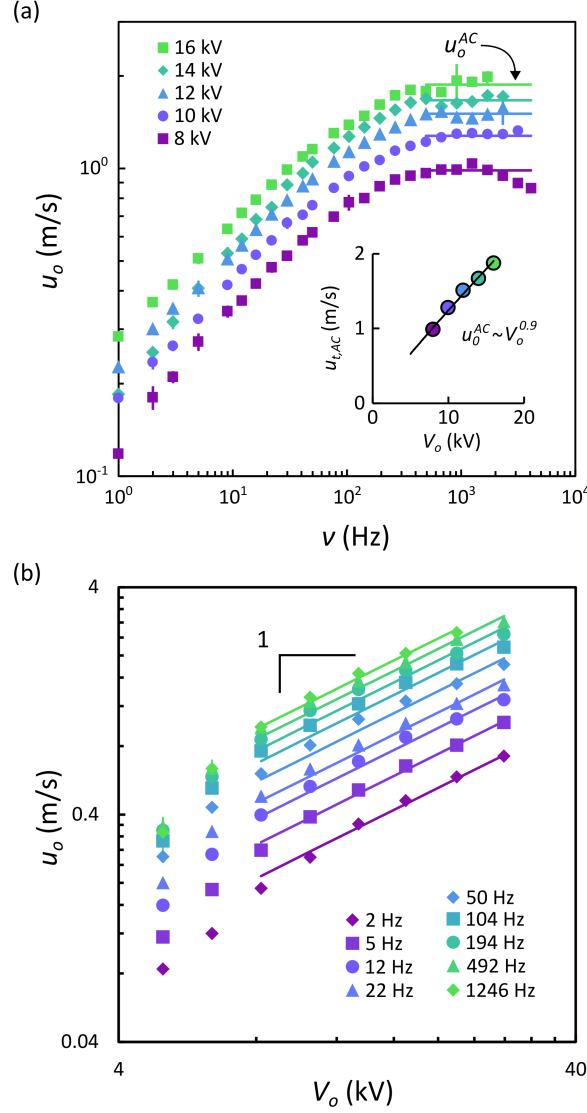 (a)
16 kV
14 kV
12 kV
10 kV
8 kV
u_o^AC
10^0
10^-1
u_o (m/s)
2
1
0
u_t,AC (m/s)
u_0^AC~V_o^0.9
0 10 20
V_o (kV)
10^0 10^1 10^2 10^3 10^4
ν (Hz)
(b)
4
1
0.4
u_o (m/s)
2 Hz
5 Hz
12 Hz
22 Hz
50 Hz
104 Hz
194 Hz
492 Hz
1246 Hz
0.04
4 40
V_o (kV)